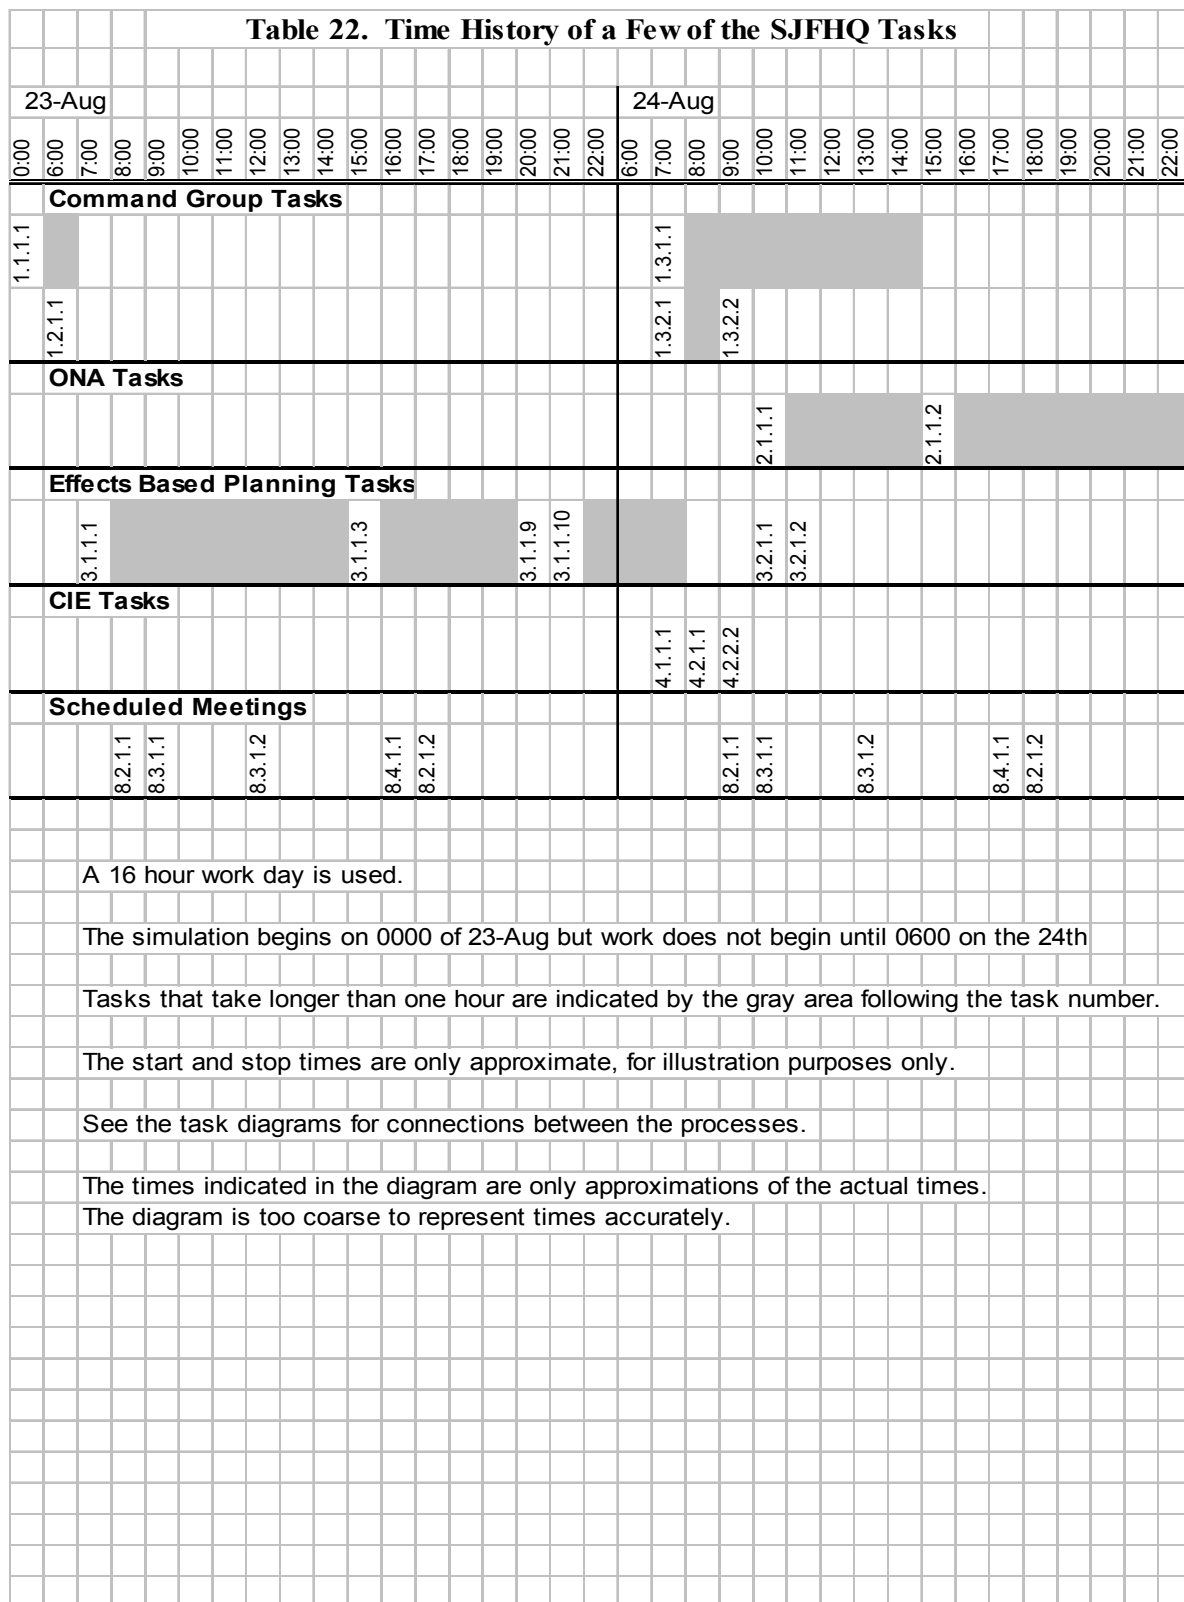 Table 22. Time History of a Few of the SJFHQ Tasks
23-Aug 24-Aug
0:00 6:00 7:00 8:00 9:00 10:00 11:00 12:00 13:00 14:00 15:00 16:00 17:00 18:00 19:00 20:00 21:00 22:00 6:00 7:00 8:00 9:00 10:00 11:00 12:00 13:00 14:00 15:00 16:00 17:00 18:00 19:00 20:00 21:00 22:00
Command Group Tasks
1.1.1.1 1.3.1.1
1.2.1.1 1.3.2.1 1.3.2.2
ONA Tasks
2.1.1.1 2.1.1.2
Effects Based Planning Tasks
3.1.1.1 3.1.1.3 3.1.1.9 3.1.1.10 3.2.1.1 3.2.1.2
CIE Tasks
4.1.1.1 4.2.1.1 4.2.2.2
Scheduled Meetings
8.2.1.1 8.3.1.1 8.3.1.2 8.4.1.1 8.2.1.2 8.2.1.1 8.3.1.1 8.3.1.2 8.4.1.1 8.2.1.2
A 16 hour work day is used.
The simulation begins on 0000 of 23-Aug but work does not begin until 0600 on the 24th
Tasks that take longer than one hour are indicated by the gray area following the task number.
The start and stop times are only approximate, for illustration purposes only.
See the task diagrams for connections between the processes.
The times indicated in the diagram are only approximations of the actual times.
The diagram is too coarse to represent times accurately.